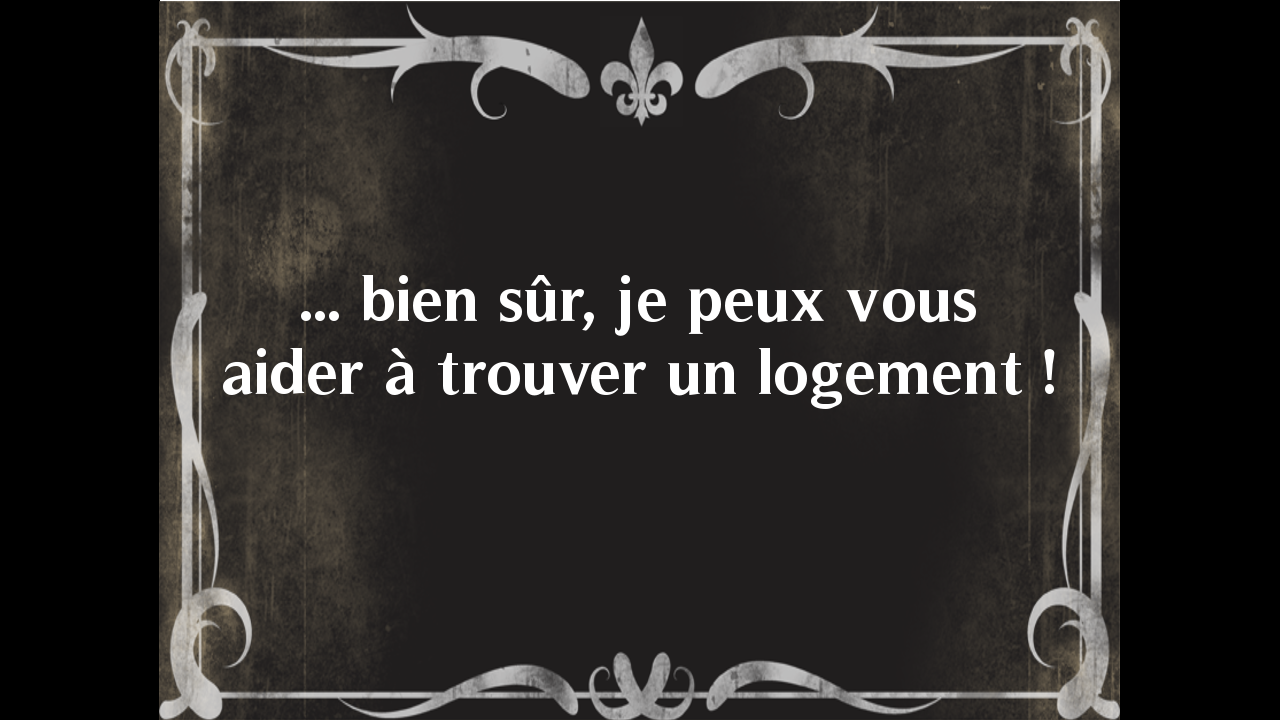 ... bien sûr, je peux vous
aider à trouver un logement !